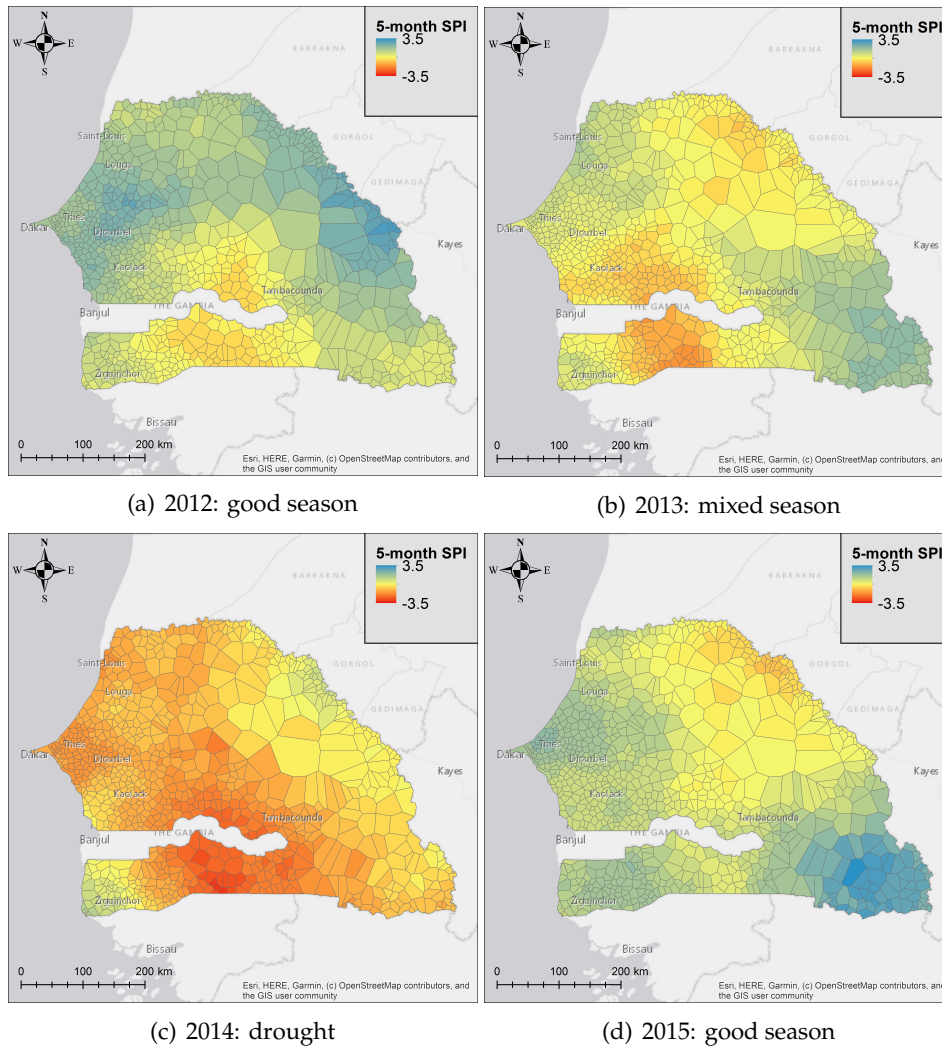 N
W E
S
5-month SPI
3.5
-3.5
BARRAKNA
GORGOL
GEDIMAGA
Saint-Louis
Louga
Thies
Dakar
Diourbel
Kayes
Kaolack
Tambacounda
THE GAMBIA
Banjul
Ziguinchor
Bissau
0 100 200 km
Esri, HERE, Garmin, (c) OpenStreetMap contributors, and
the GIS user community
(a) 2012: good season
N
W E
S
5-month SPI
3.5
-3.5
BARRAKNA
GORGOL
GEDIMAGA
Saint-Louis
Louga
Thies
Dakar
Diourbel
Kayes
Kaolack
Tambacounda
THE GAMBIA
Banjul
Ziguinchor
Bissau
0 100 200 km
Esri, HERE, Garmin, (c) OpenStreetMap contributors, and
the GIS user community
(b) 2013: mixed season
N
W E
S
5-month SPI
3.5
-3.5
BARRAKNA
GORGOL
GEDIMAGA
Saint-Louis
Louga
Thies
Dakar
Diourbel
Kayes
Kaolack
Tambacounda
THE GAMBIA
Banjul
Ziguinchor
Bissau
0 100 200 km
Esri, HERE, Garmin, (c) OpenStreetMap contributors, and
the GIS user community
(c) 2014: drought
N
W E
S
5-month SPI
3.5
-3.5
BARRAKNA
GORGOL
GEDIMAGA
Saint-Louis
Louga
Thies
Dakar
Diourbel
Kayes
Kaolack
Tambacounda
THE GAMBIA
Banjul
Ziguinchor
Bissau
0 100 200 km
Esri, HERE, Garmin, (c) OpenStreetMap contributors, and
the GIS user community
(d) 2015: good season